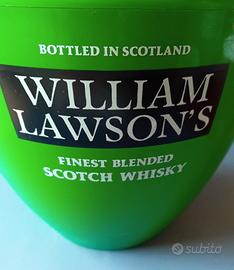 BOTTLED IN SCOTLAND
WILLIAM
LAWSON'S
FINEST BLENDED
SCOTCH WHISKY
subito